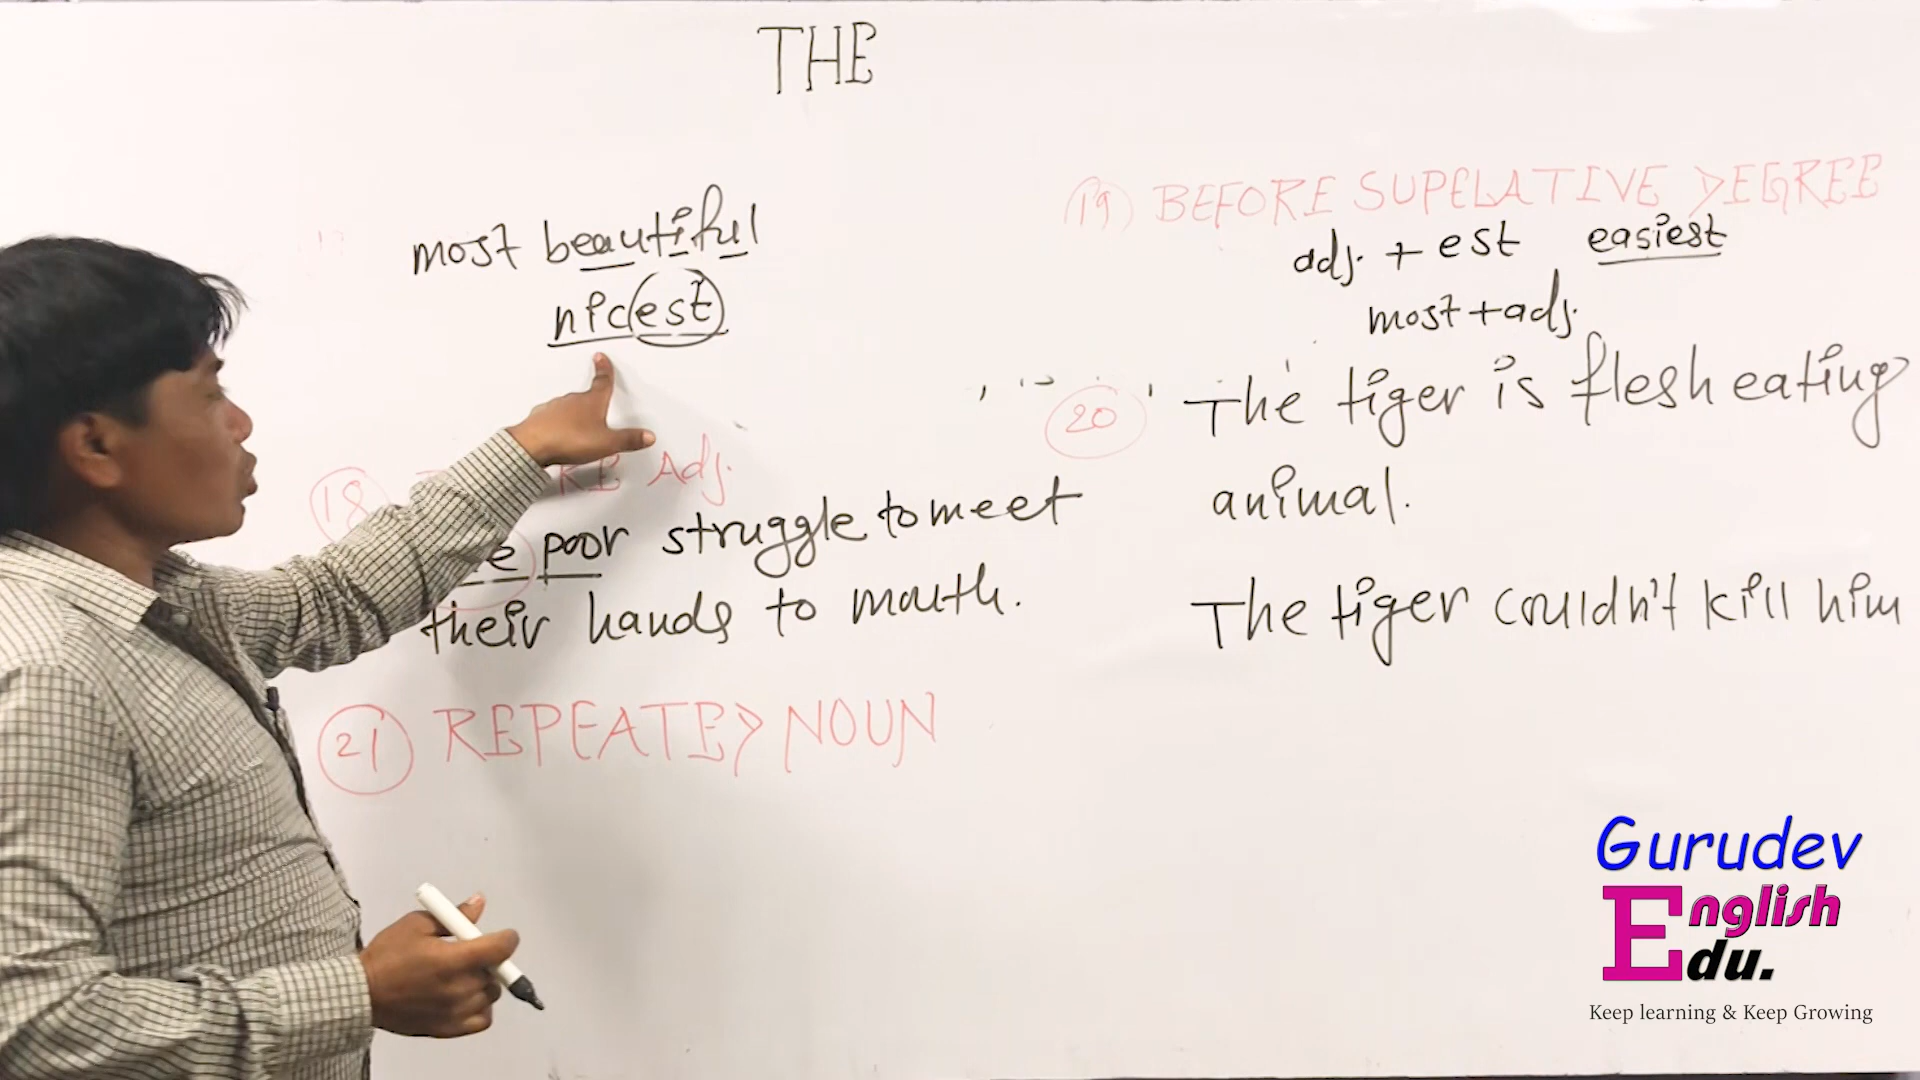 THE
most beautiful
nicest
18 RE Adj.
poor struggle to meet
their hands to mouth.
21 REPEATED NOUN
19 BEFORE SUPELATIVE DEGREE
adj. + est easiest
most + adj.
20 The tiger is flesh eating
animal.
The tiger couldn't kill him
Gurudev
English
Edu.
Keep learning & Keep Growing